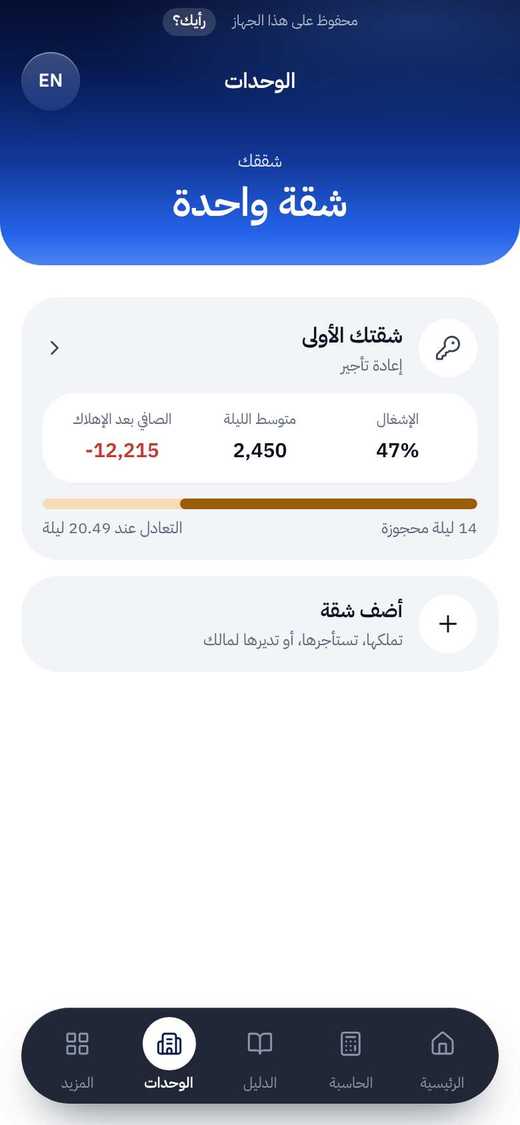 محفوظ على هذا الجهاز رأيك؟
الوحدات
EN
شققك
شقة واحدة
شقتك الأولى
إعادة تأجير
الإشغال متوسط الليلة الصافي بعد الإهلاك
47% 2,450 -12,215
14 ليلة محجوزة التعادل عند 20.49 ليلة
أضف شقة
تملكها، تستأجرها، أو تديرها لمالك
الرئيسية الحاسبة الدليل الوحدات المزيد